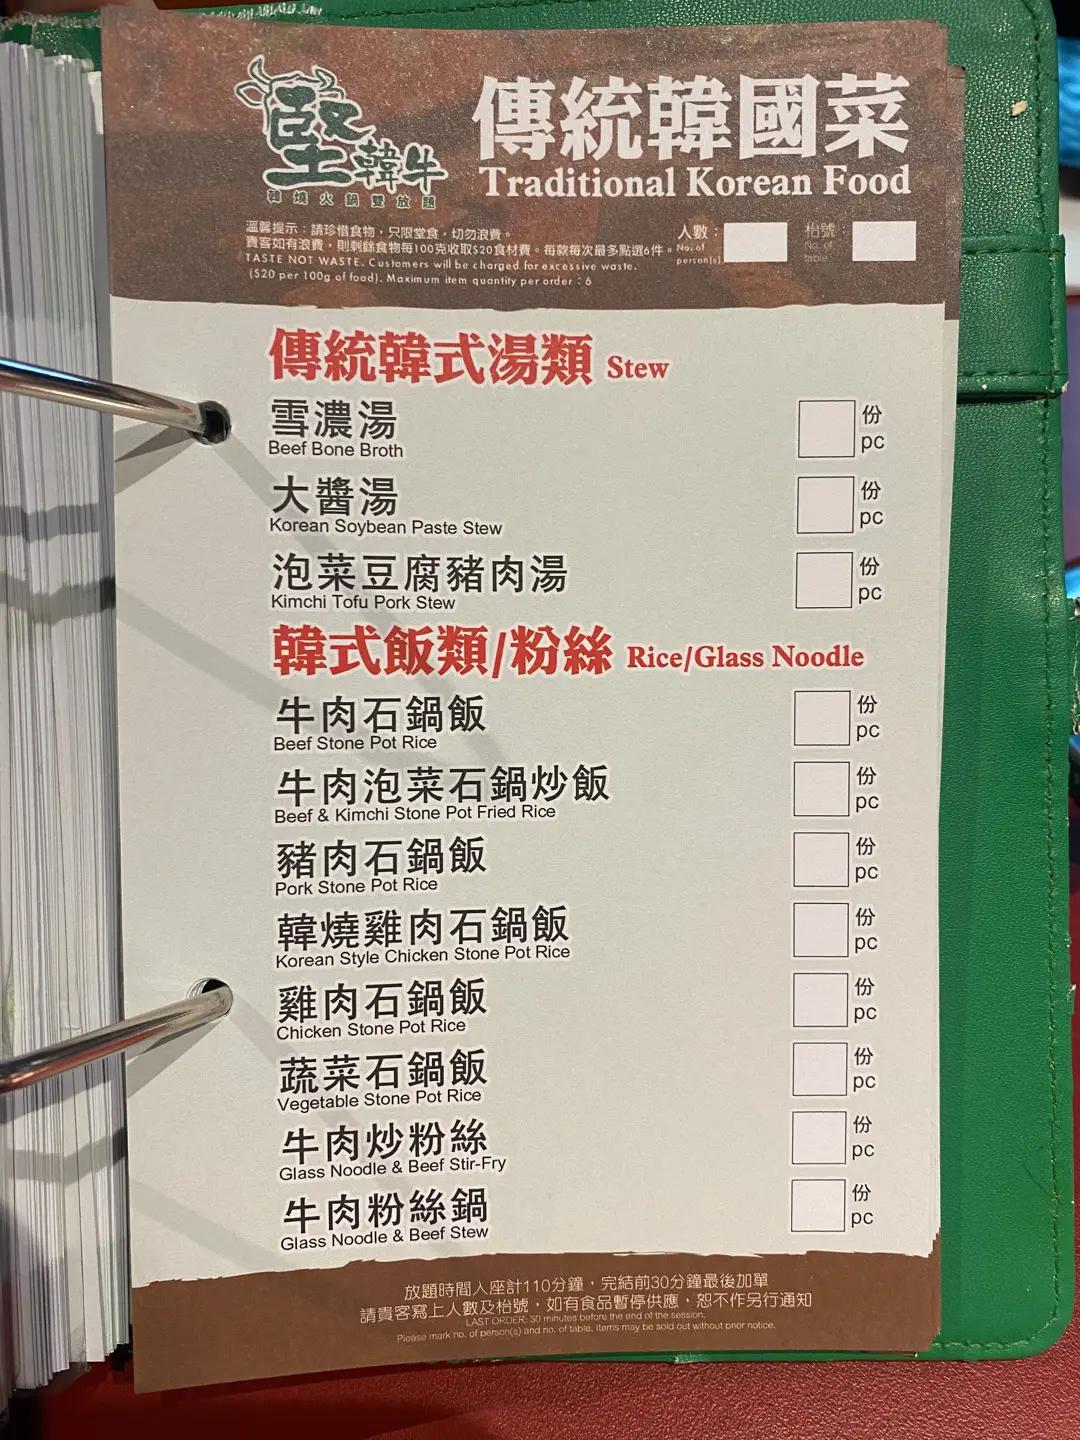 堅韓牛
韓燒火鍋雙放題
傳統韓國菜
Traditional Korean Food
溫馨提示：請珍惜食物，只限堂食，切勿浪費。
貴客如有浪費，則剩餘食物每100克收取$20食材費。每款每次最多點選6件。
TASTE NOT WASTE. Customers will be charged for excessive waste.
($20 per 100g of food). Maximum item quantity per order：6
人數：
No. of
person(s)
枱號：
No. of
table
傳統韓式湯類 Stew
雪濃湯
Beef Bone Broth
份
pc
大醬湯
Korean Soybean Paste Stew
份
pc
泡菜豆腐豬肉湯
Kimchi Tofu Pork Stew
份
pc
韓式飯類/粉絲 Rice/Glass Noodle
牛肉石鍋飯
Beef Stone Pot Rice
份
pc
牛肉泡菜石鍋炒飯
Beef & Kimchi Stone Pot Fried Rice
份
pc
豬肉石鍋飯
Pork Stone Pot Rice
份
pc
韓燒雞肉石鍋飯
Korean Style Chicken Stone Pot Rice
份
pc
雞肉石鍋飯
Chicken Stone Pot Rice
份
pc
蔬菜石鍋飯
Vegetable Stone Pot Rice
份
pc
牛肉炒粉絲
Glass Noodle & Beef Stir-Fry
份
pc
牛肉粉絲鍋
Glass Noodle & Beef Stew
份
pc
放題時間入座計110分鐘，完結前30分鐘最後加單
請貴客寫上人數及枱號，如有食品暫停供應，恕不作另行通知
LAST ORDER: 30 minutes before the end of the session.
Please mark no. of person(s) and no. of table. Items may be sold out without prior notice.